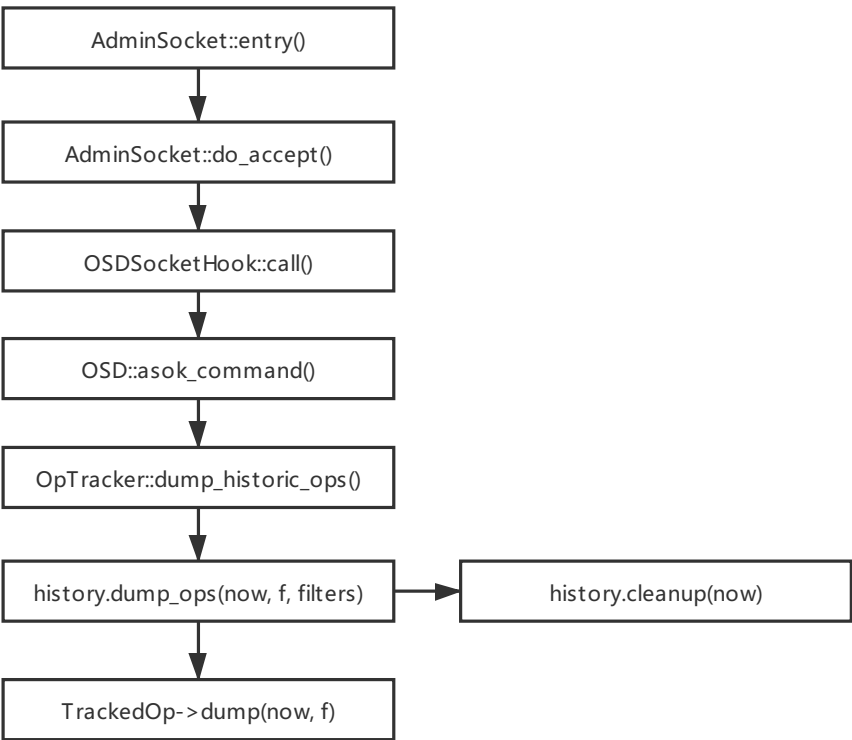 AdminSocket::entry()
AdminSocket::do_accept()
OSDSocketHook::call()
OSD::asok_command()
OpTracker::dump_historic_ops()
history.dump_ops(now, f, filters)
history.cleanup(now)
TrackedOp->dump(now, f)